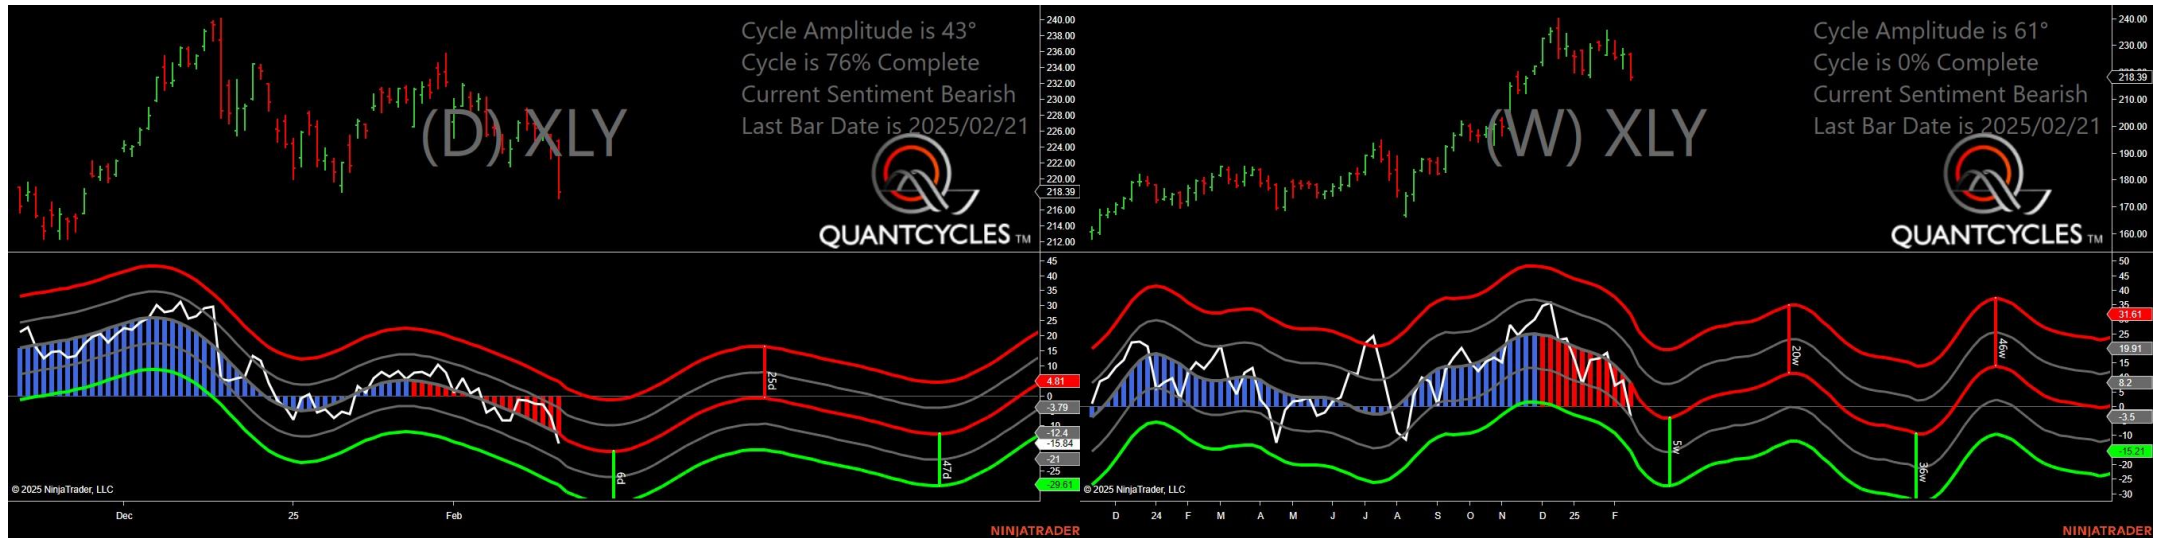 Cycle Amplitude is 43°
Cycle is 76% Complete
Current Sentiment Bearish
Last Bar Date is 2025/02/21
(D) XLY
QUANTCYCLES TM
240.00
238.00
236.00
234.00
232.00
230.00
228.00
226.00
224.00
222.00
220.00
218.39
216.00
214.00
212.00
45
40
35
30
25
20
15
10
4.81
0
-3.79
-12.4
-15.84
-21
-25
-29.61
6d
25d
47d
© 2025 NinjaTrader, LLC
Dec
25
Feb
NINJATRADER
Cycle Amplitude is 61°
Cycle is 0% Complete
Current Sentiment Bearish
Last Bar Date is 2025/02/21
(W) XLY
QUANTCYCLES TM
240.00
230.00
218.39
210.00
200.00
190.00
180.00
170.00
160.00
50
45
40
35
31.61
25
19.91
15
8.2
0
-3.5
-10
-15.21
-20
-25
-30
5w
20w
36w
46w
© 2025 NinjaTrader, LLC
D
24
F
M
A
M
J
J
A
S
O
N
D
25
F
NINJATRADER